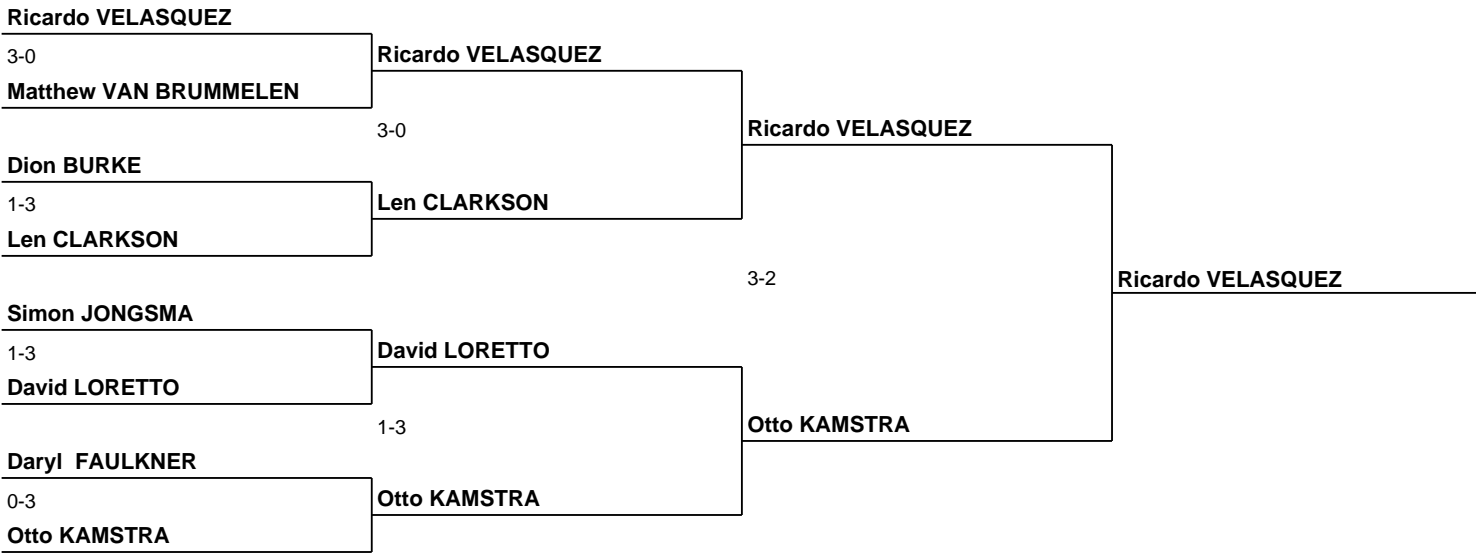 Ricardo VELASQUEZ
3-0
Ricardo VELASQUEZ
Matthew VAN BRUMMELEN
3-0
Ricardo VELASQUEZ
Dion BURKE
1-3
Len CLARKSON
Len CLARKSON
3-2
Ricardo VELASQUEZ
Simon JONGSMA
1-3
David LORETTO
David LORETTO
1-3
Otto KAMSTRA
Daryl  FAULKNER
0-3
Otto KAMSTRA
Otto KAMSTRA